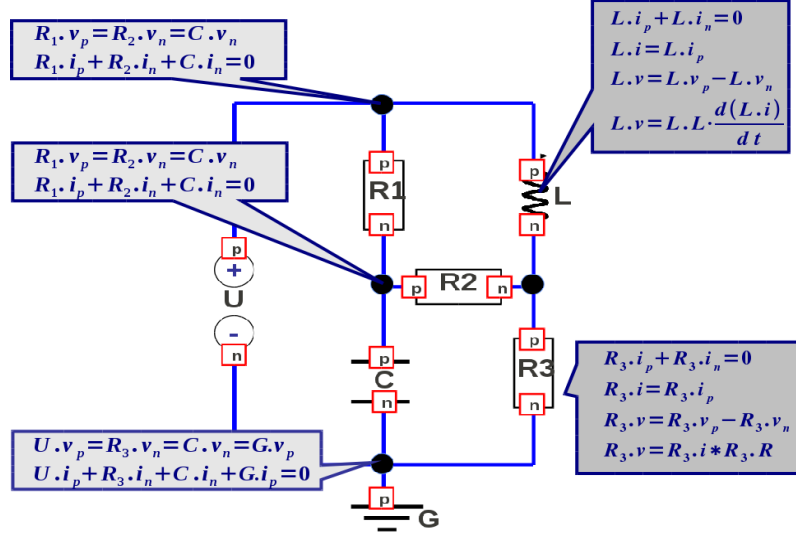 R₁.vₚ=R₂.vₙ=C.vₙ
R₁.iₚ+R₂.iₙ+C.iₙ=0
L.iₚ+L.iₙ=0
L.i=L.iₚ
L.v=L.vₚ−L.vₙ
L.v=L.L·d(L.i)/dt
R₁.vₚ=R₂.vₙ=C.vₙ
R₁.iₚ+R₂.iₙ+C.iₙ=0
p
R1
n
p
L
n
p
+
U
-
n
p
R2
n
p
C
n
p
R3
n
R₃.iₚ+R₃.iₙ=0
R₃.i=R₃.iₚ
R₃.v=R₃.vₚ−R₃.vₙ
R₃.v=R₃.i*R₃.R
U.vₚ=R₃.vₙ=C.vₙ=G.vₚ
U.iₚ+R₃.iₙ+C.iₙ+G.iₚ=0
p
G